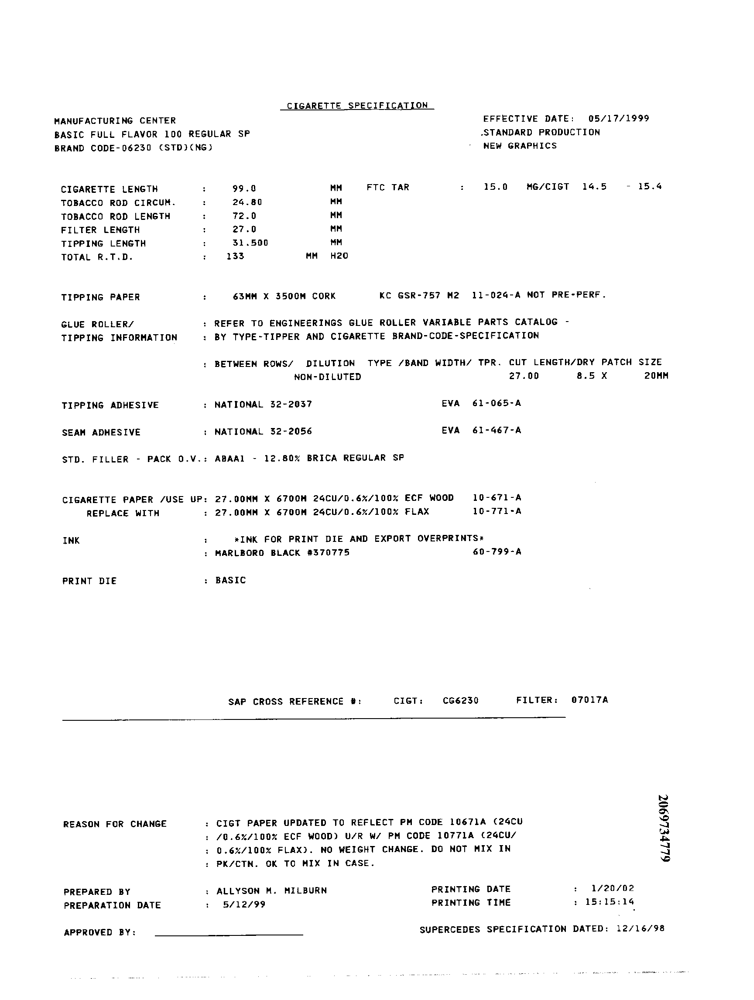 CIGARETTE SPECIFICATION
MANUFACTURING CENTER EFFECTIVE DATE: 05/17/1999
BASIC FULL FLAVOR 100 REGULAR SP .STANDARD PRODUCTION
BRAND CODE-06230 (STD)(NG) NEW GRAPHICS
CIGARETTE LENGTH : 99.0 MM FTC TAR : 15.0 MG/CIGT 14.5 - 15.4
TOBACCO ROD CIRCUM. : 24.80 MM
TOBACCO ROD LENGTH : 72.0 MM
FILTER LENGTH : 27.0 MM
TIPPING LENGTH : 31.500 MM
TOTAL R.T.D. : 133 MM H2O
TIPPING PAPER : 63MM X 3500M CORK KC GSR-757 M2 11-024-A NOT PRE-PERF.
GLUE ROLLER/ : REFER TO ENGINEERINGS GLUE ROLLER VARIABLE PARTS CATALOG -
TIPPING INFORMATION : BY TYPE-TIPPER AND CIGARETTE BRAND-CODE-SPECIFICATION
: BETWEEN ROWS/ DILUTION TYPE /BAND WIDTH/ TPR. CUT LENGTH/DRY PATCH SIZE
NON-DILUTED 27.00 8.5 X 20MM
TIPPING ADHESIVE : NATIONAL 32-2037 EVA 61-065-A
SEAM ADHESIVE : NATIONAL 32-2056 EVA 61-467-A
STD. FILLER - PACK O.V.: ABAA1 - 12.80% BRICA REGULAR SP
CIGARETTE PAPER /USE UP: 27.00MM X 6700M 24CU/0.6%/100% ECF WOOD 10-671-A
REPLACE WITH : 27.00MM X 6700M 24CU/0.6%/100% FLAX 10-771-A
INK : *INK FOR PRINT DIE AND EXPORT OVERPRINTS*
: MARLBORO BLACK #370775 60-799-A
PRINT DIE : BASIC
SAP CROSS REFERENCE #: CIGT: CG6230 FILTER: 07017A
REASON FOR CHANGE : CIGT PAPER UPDATED TO REFLECT PM CODE 10671A (24CU
: /0.6%/100% ECF WOOD) U/R W/ PM CODE 10771A (24CU/
: 0.6%/100% FLAX). NO WEIGHT CHANGE. DO NOT MIX IN
: PK/CTN. OK TO MIX IN CASE.
PREPARED BY : ALLYSON M. MILBURN PRINTING DATE : 1/20/02
PREPARATION DATE : 5/12/99 PRINTING TIME : 15:15:14
APPROVED BY: SUPERCEDES SPECIFICATION DATED: 12/16/98
2069734779